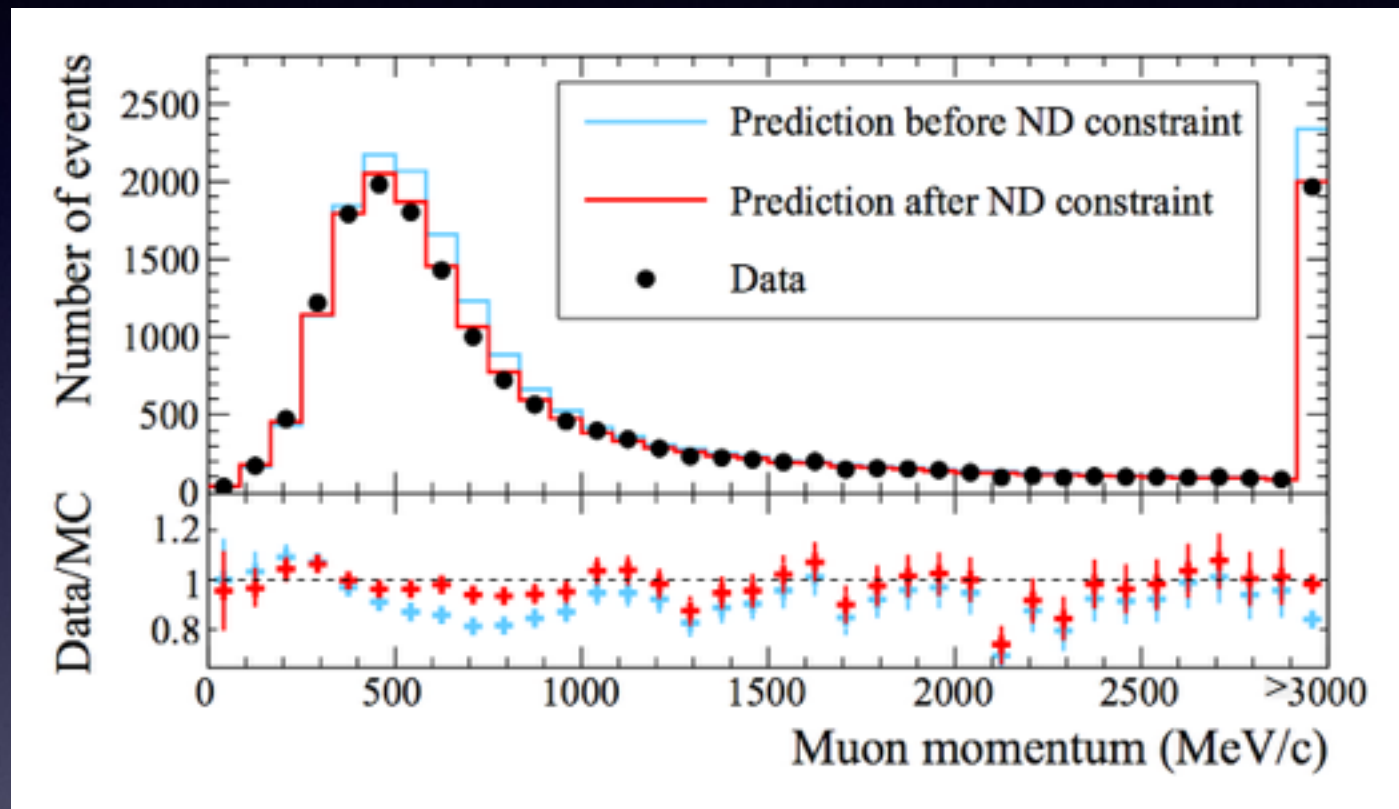 Number of events
2500
2000
1500
1000
500
0
Prediction before ND constraint
Prediction after ND constraint
Data
Data/MC
1.2
1
0.8
0
500
1000
1500
2000
2500
>3000
Muon momentum (MeV/c)